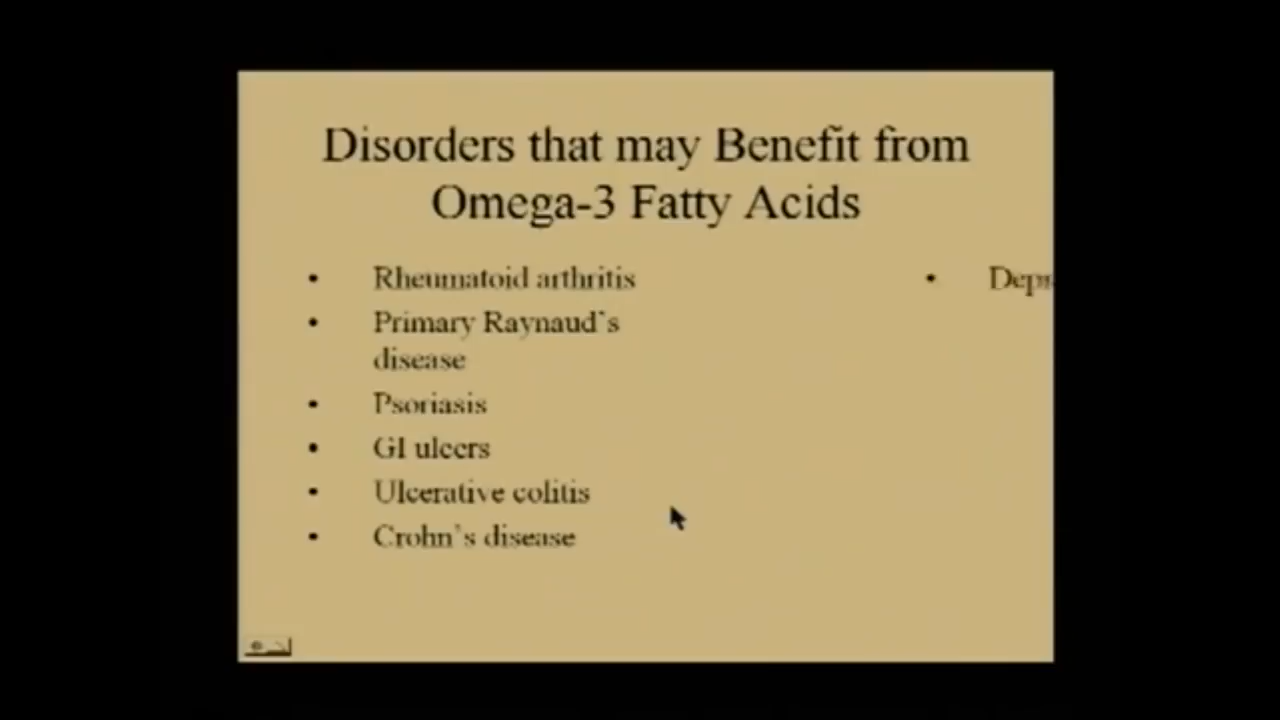 Disorders that may Benefit from
Omega-3 Fatty Acids
• Rheumatoid arthritis
• Primary Raynaud's
disease
• Psoriasis
• GI ulcers
• Ulcerative colitis
• Crohn's disease